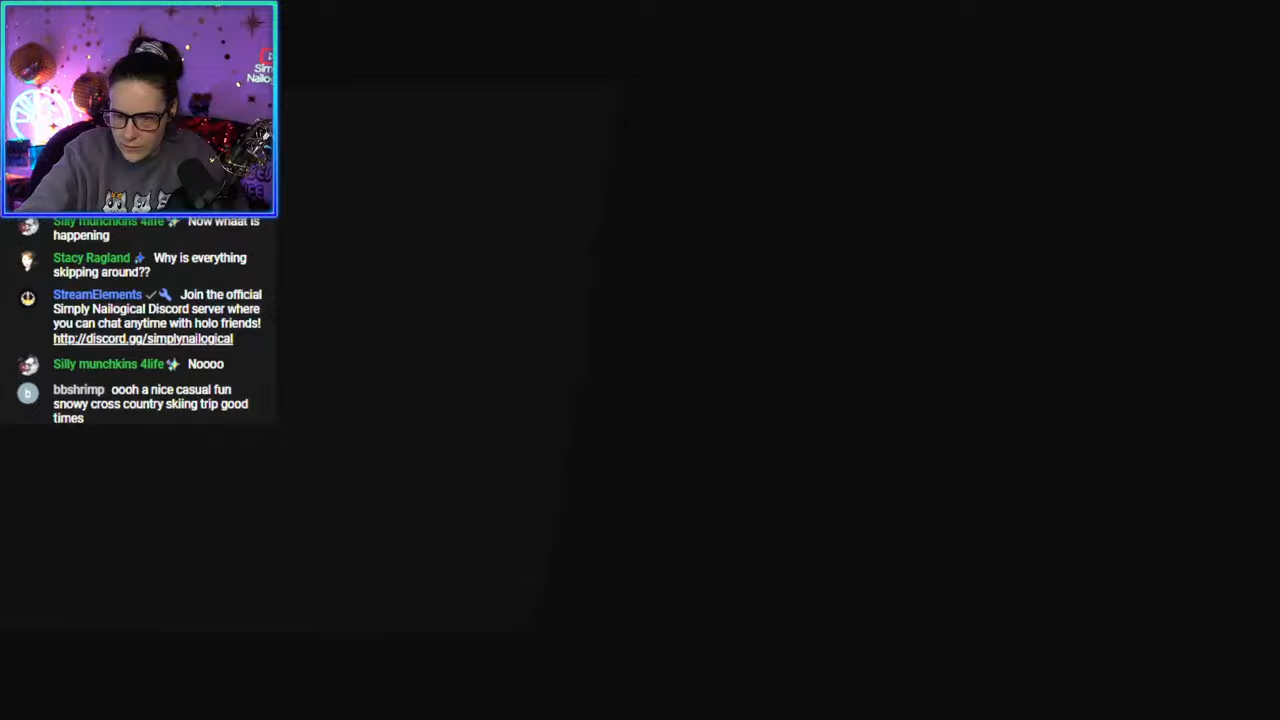 Sim
Nailo
Silly munchkins 4life Now whaat is
happening
Stacy Ragland Why is everything
skipping around??
StreamElements Join the official
Simply Nailogical Discord server where
you can chat anytime with holo friends!
http://discord.gg/simplynailogical
Silly munchkins 4life Noooo
b bbshrimp oooh a nice casual fun
snowy cross country skiing trip good
times